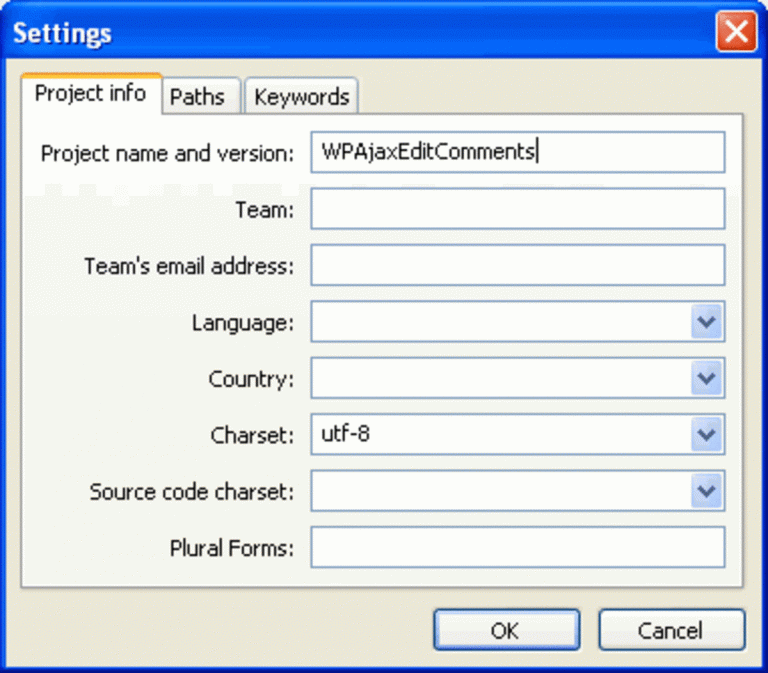 Settings
Project info Paths Keywords
Project name and version: WPAjaxEditComments
Team:
Team's email address:
Language:
Country:
Charset: utf-8
Source code charset:
Plural Forms:
OK Cancel